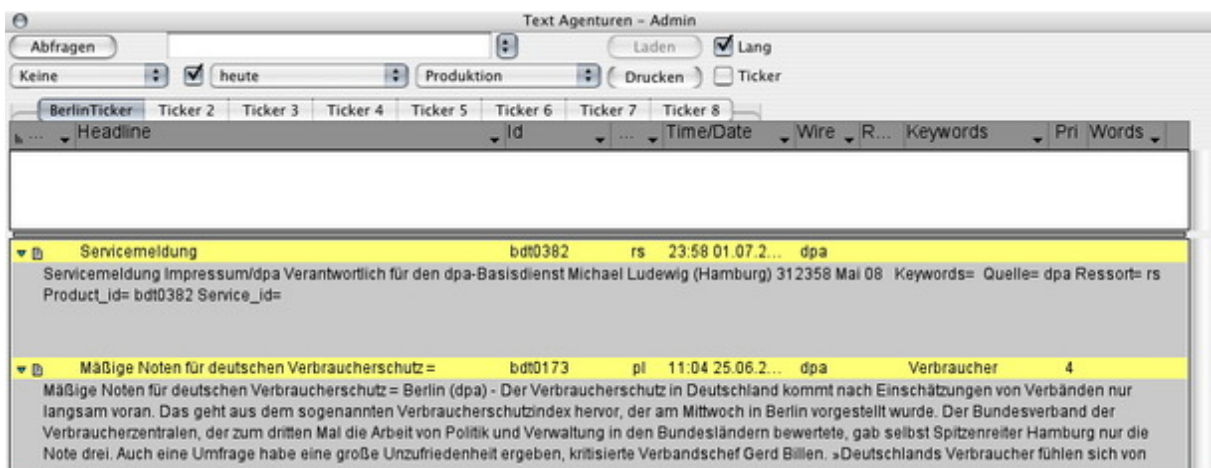 Text Agenturen – Admin
Abfragen Laden Lang
Keine heute Produktion Drucken Ticker
BerlinTicker Ticker 2 Ticker 3 Ticker 4 Ticker 5 Ticker 6 Ticker 7 Ticker 8
... Headline Id ... Time/Date Wire R... Keywords Pri Words
Servicemeldung bdt0382 rs 23:58 01.07.2... dpa
Servicemeldung Impressum/dpa Verantwortlich für den dpa-Basisdienst Michael Ludewig (Hamburg) 312358 Mai 08 Keywords= Quelle= dpa Ressort= rs
Product_id= bdt0382 Service_id=
Mäßige Noten für deutschen Verbraucherschutz = bdt0173 pl 11:04 25.06.2... dpa Verbraucher 4
Mäßige Noten für deutschen Verbraucherschutz = Berlin (dpa) - Der Verbraucherschutz in Deutschland kommt nach Einschätzungen von Verbänden nur
langsam voran. Das geht aus dem sogenannten Verbraucherschutzindex hervor, der am Mittwoch in Berlin vorgestellt wurde. Der Bundesverband der
Verbraucherzentralen, der zum dritten Mal die Arbeit von Politik und Verwaltung in den Bundesländern bewertete, gab selbst Spitzenreiter Hamburg nur die
Note drei. Auch eine Umfrage habe eine große Unzufriedenheit ergeben, kritisierte Verbandschef Gerd Billen. »Deutschlands Verbraucher fühlen sich von